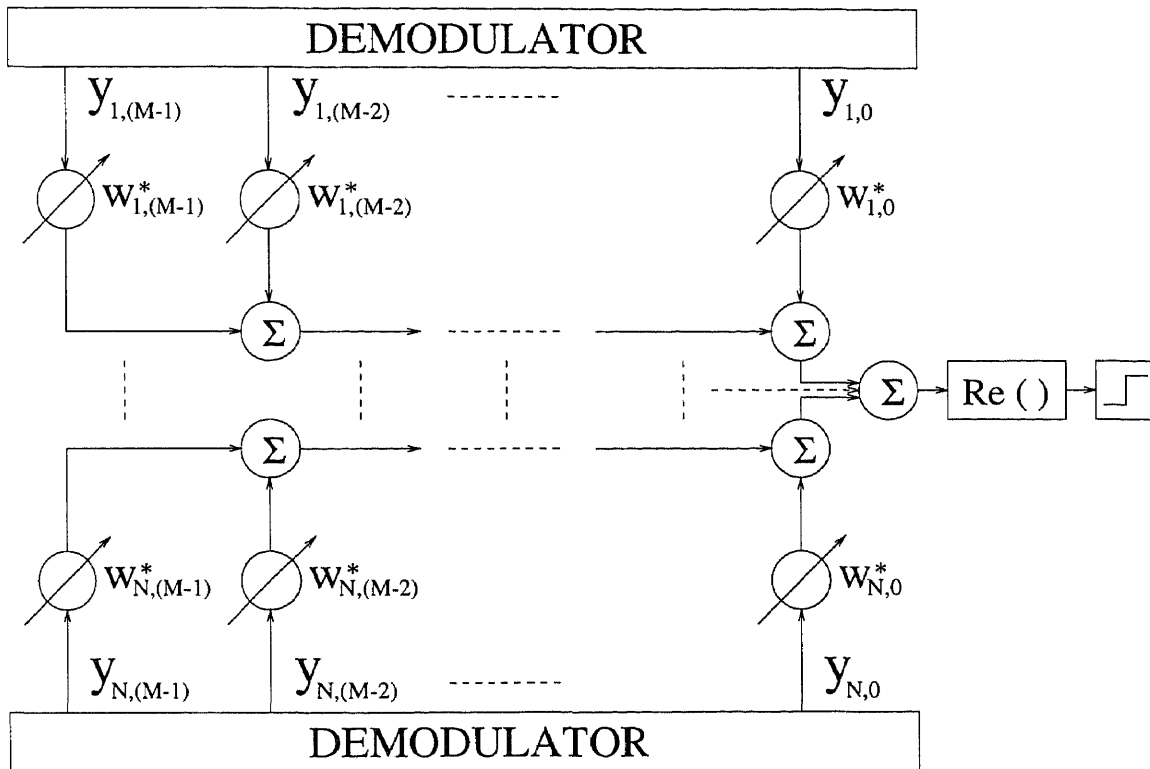 DEMODULATOR
y1,(M-1) y1,(M-2) y1,0
w*1,(M-1) w*1,(M-2) w*1,0
Σ Σ
Σ Re ( )
Σ Σ
w*N,(M-1) w*N,(M-2) w*N,0
yN,(M-1) yN,(M-2) yN,0
DEMODULATOR